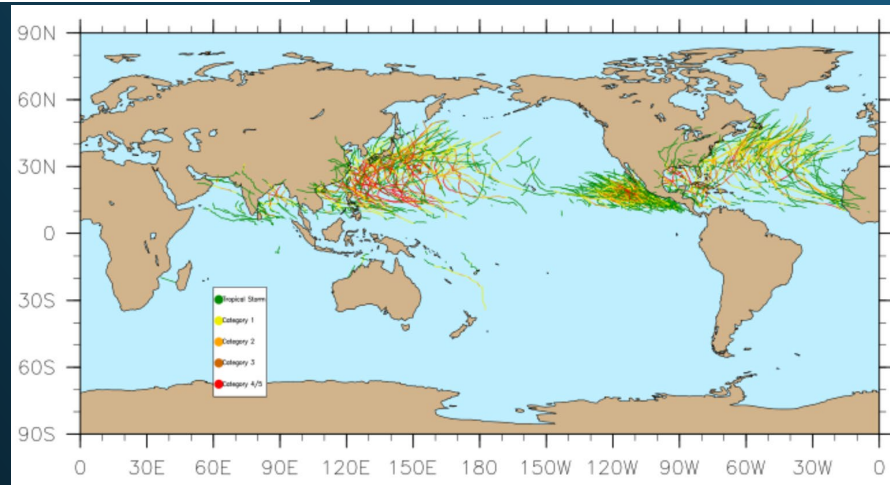 90N
60N
30N
0
30S
60S
90S
Tropical Storm
Category 1
Category 2
Category 3
Category 4/5
0 30E 60E 90E 120E 150E 180 150W 120W 90W 60W 30W 0